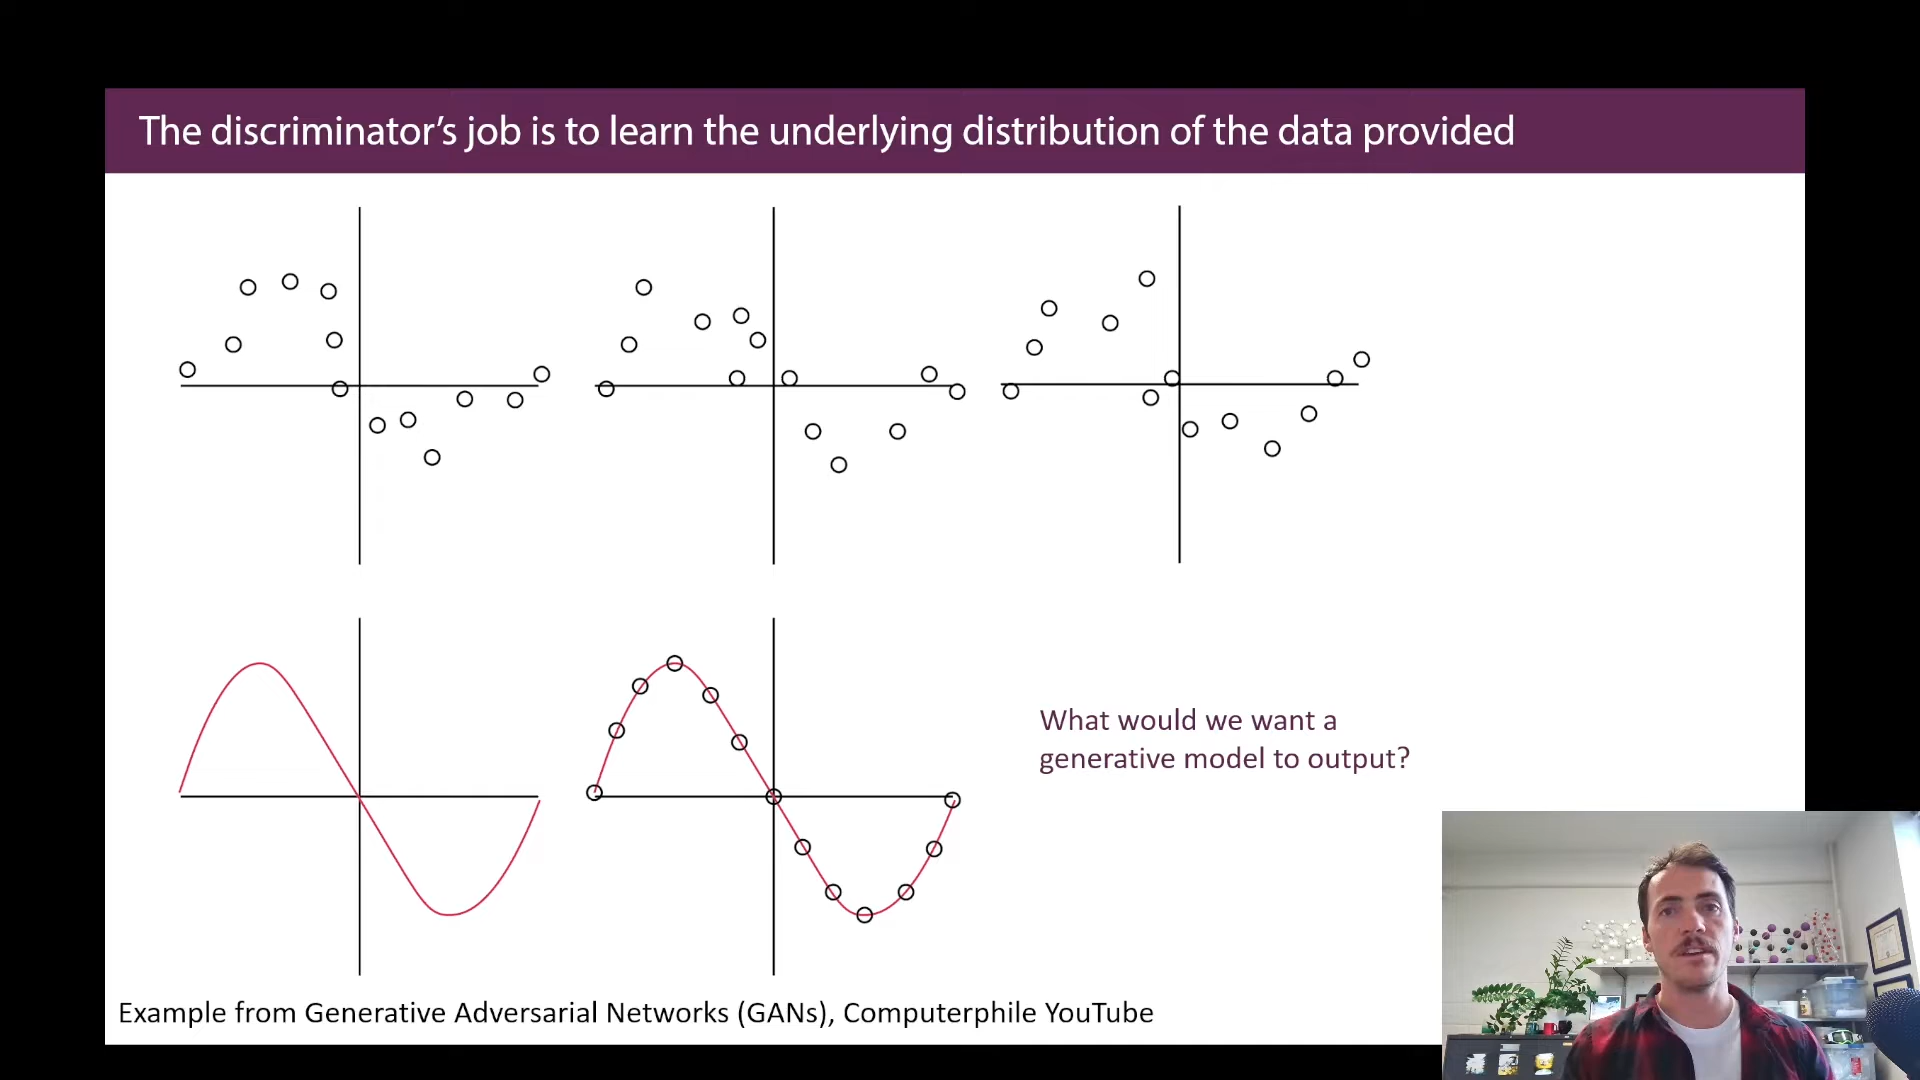 The discriminator’s job is to learn the underlying distribution of the data provided
What would we want a
generative model to output?
Example from Generative Adversarial Networks (GANs), Computerphile YouTube